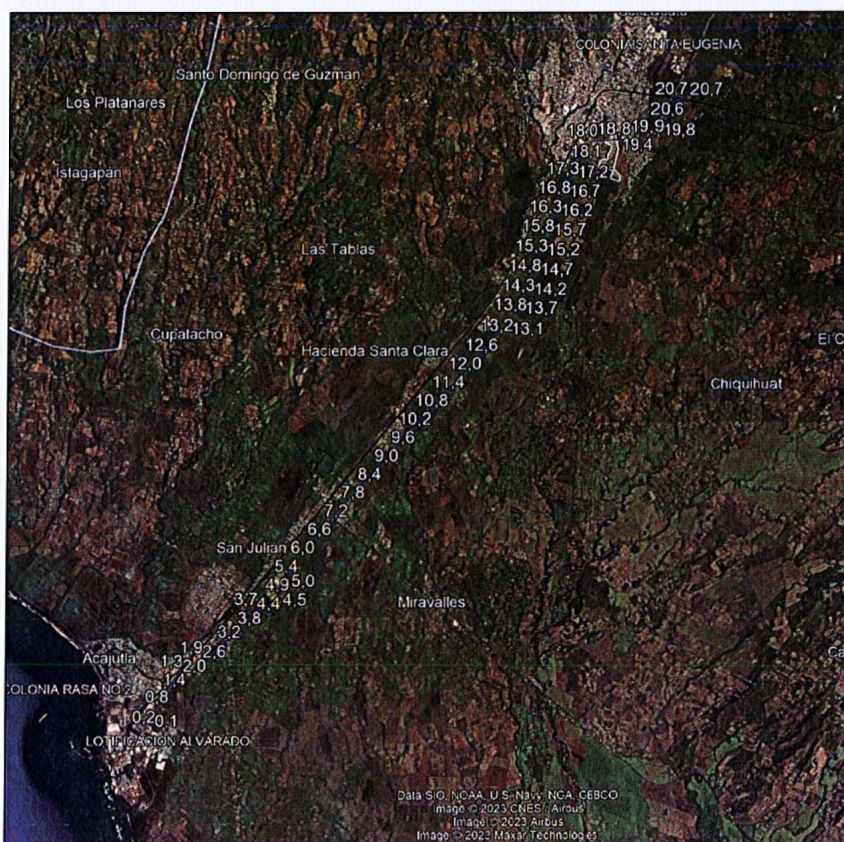 COLONIA SANTA EUGENIA
Santo Domingo de Guzman
20,7 20,7
Los Platanares
20,6
18,0 18,8 19,9 19,8
19,4
18,1
17,3 17,2
Istagapan
16,8 16,7
16,3 16,2
15,8 15,7
Las Tablas
15,3 15,2
14,8 14,7
14,3 14,2
13,8 13,7
13,2 13,1
Cupatacho
El C
Hacienda Santa Clara
12,6
12,0
11,4
Chiquihuat
10,8
10,2
9,6
9,0
8,4
7,8
7,2
6,6
San Julian 6,0
5,4
4,9 5,0
3,7 4,4 4,5
Miravalles
3,8
3,2
1,9 2,6
Ca
Acajutla 1,3 2,0
1,4
COLONIA RASA NO 2
0,8
0,2 0,1
LOTIFICACION ALVARADO
Data SIO, NOAA, U.S. Navy, NGA, GEBCO
Image © 2023 CNES / Airbus
Image © 2023 Airbus
Image © 2023 Maxar Technologies